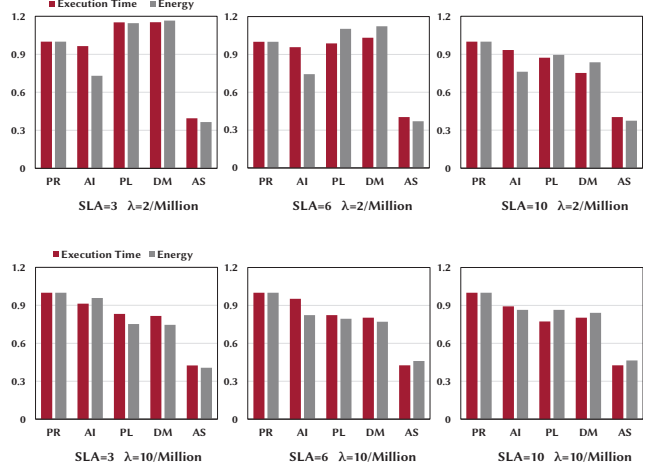 Execution Time Energy
1.2 1.2 1.2
0.9 0.9 0.9
0.6 0.6 0.6
0.3 0.3 0.3
0 0 0
PR AI PL DM AS PR AI PL DM AS PR AI PL DM AS
SLA=3 λ=2/Million SLA=6 λ=2/Million SLA=10 λ=2/Million
Execution Time Energy
1.2 1.2 1.2
0.9 0.9 0.9
0.6 0.6 0.6
0.3 0.3 0.3
0 0 0
PR AI PL DM AS PR AI PL DM AS PR AI PL DM AS
SLA=3 λ=10/Million SLA=6 λ=10/Million SLA=10 λ=10/Million